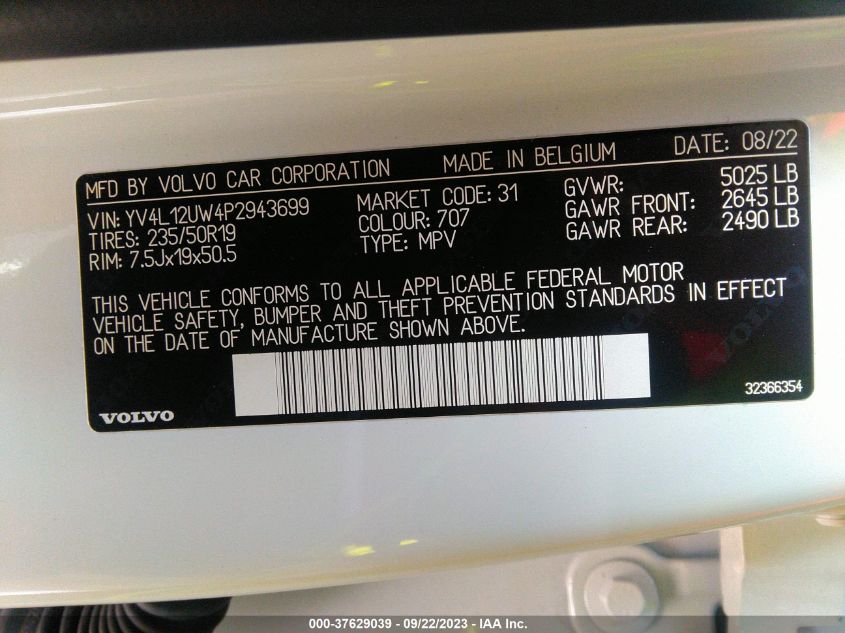 MFD BY VOLVO CAR CORPORATION MADE IN BELGIUM DATE: 08/22
VIN: YV4L12UW4P2943699 MARKET CODE: 31 GVWR: 5025 LB
TIRES: 235/50R19 COLOUR: 707 GAWR FRONT: 2645 LB
RIM: 7.5Jx19x50.5 TYPE: MPV GAWR REAR: 2490 LB
THIS VEHICLE CONFORMS TO ALL APPLICABLE FEDERAL MOTOR
VEHICLE SAFETY, BUMPER AND THEFT PREVENTION STANDARDS IN EFFECT
ON THE DATE OF MANUFACTURE SHOWN ABOVE.
VOLVO 32366354
000-37629039 - 09/22/2023 - IAA Inc.